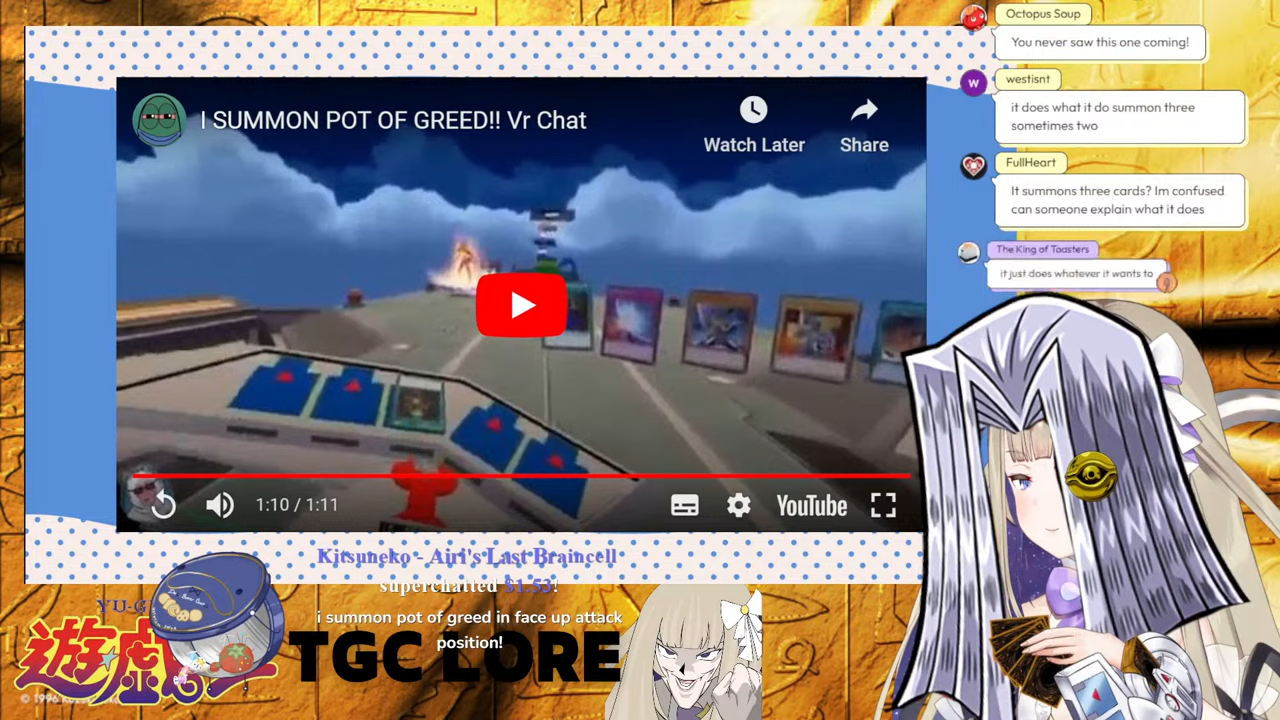 I SUMMON POT OF GREED!! Vr Chat
Watch Later
Share
1:10 / 1:11
YouTube
Octopus Soup
You never saw this one coming!
W
westisnt
it does what it do summon three
sometimes two
FullHeart
It summons three cards? Im confused
can someone explain what it does
The King of Toasters
it just does whatever it wants to
Kitsuneko - Airi's Last Braincell
superchatted $1.53!
i summon pot of greed in face up attack
position!
YU-G
遊戯
TGC LORE
© 1996